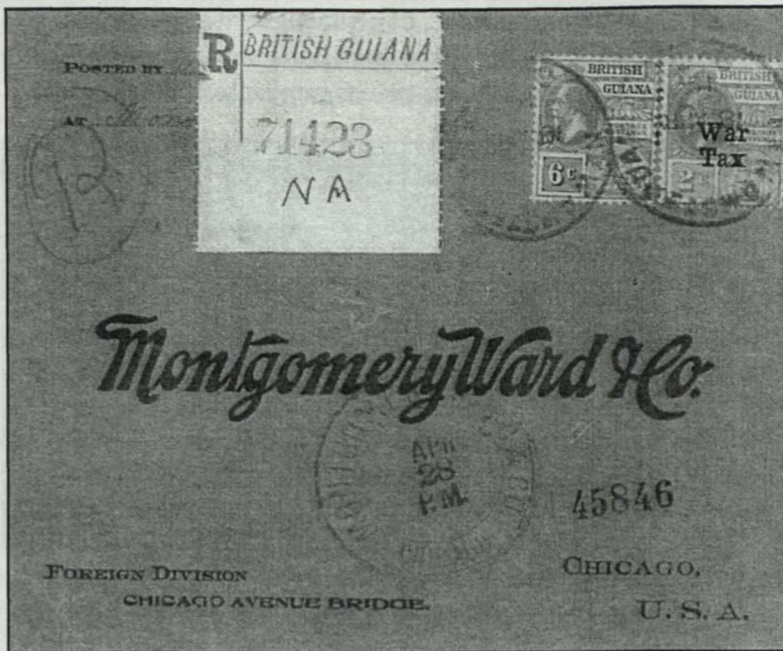 POSTED BY
AT
R BRITISH GUIANA
71423
NA
R
BRITISH
GUIANA
6c
BRITISH
GUIANA
War
Tax
2c
Montgomery Ward & Co.
APR
28
P.M.
45846
FOREIGN DIVISION
CHICAGO AVENUE BRIDGE.
CHICAGO,
U. S. A.